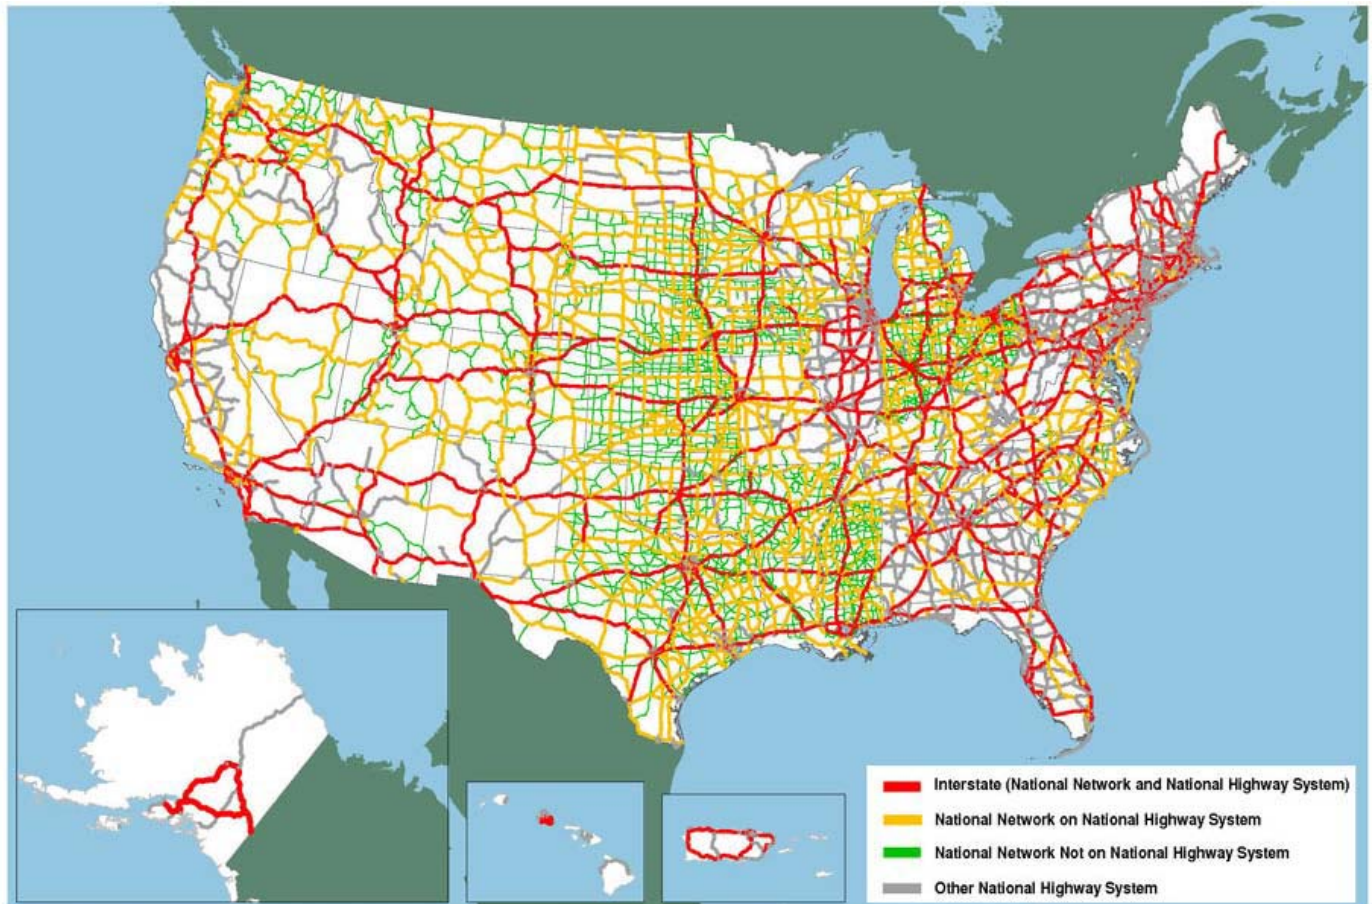 Interstate (National Network and National Highway System)
National Network on National Highway System
National Network Not on National Highway System
Other National Highway System